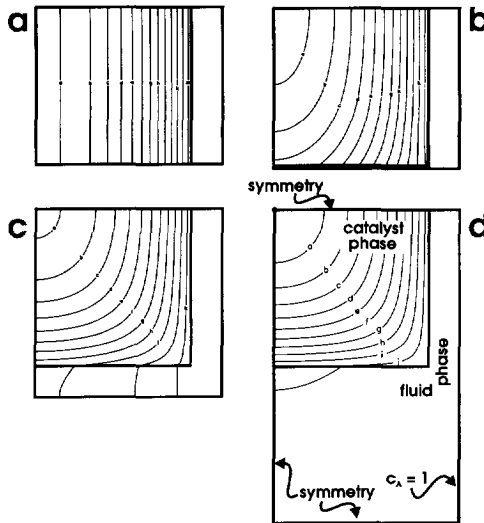 a
b
symmetry
c
d
catalyst
phase
a
b
c
d
e
f
g
h
i
fluid
phase
c_A = 1
symmetry